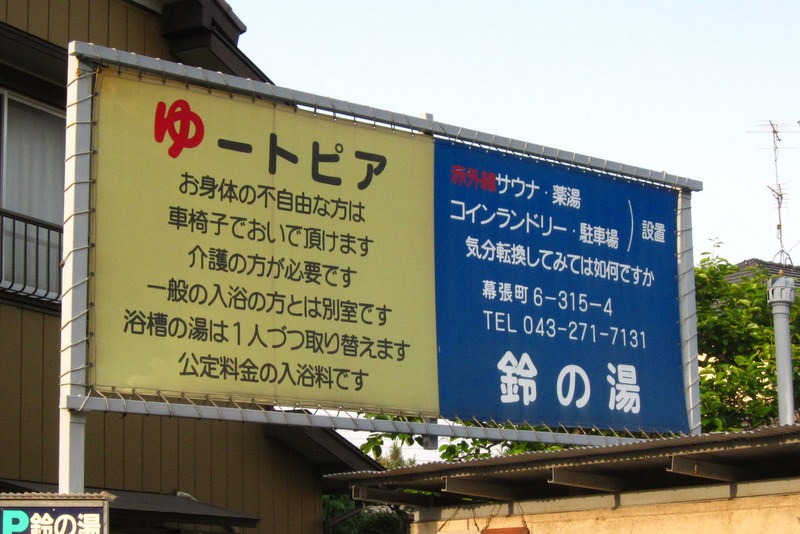 ゆートピア
お身体の不自由な方は
車椅子でおいで頂けます
介護の方が必要です
一般の入浴の方とは別室です
浴槽の湯は1人づつ取り替えます
公定料金の入浴料です
赤外線サウナ・薬湯
コインランドリー・駐車場 ) 設置
気分転換してみては如何ですか
幕張町6-315-4
TEL 043-271-7131
鈴の湯
P鈴の湯